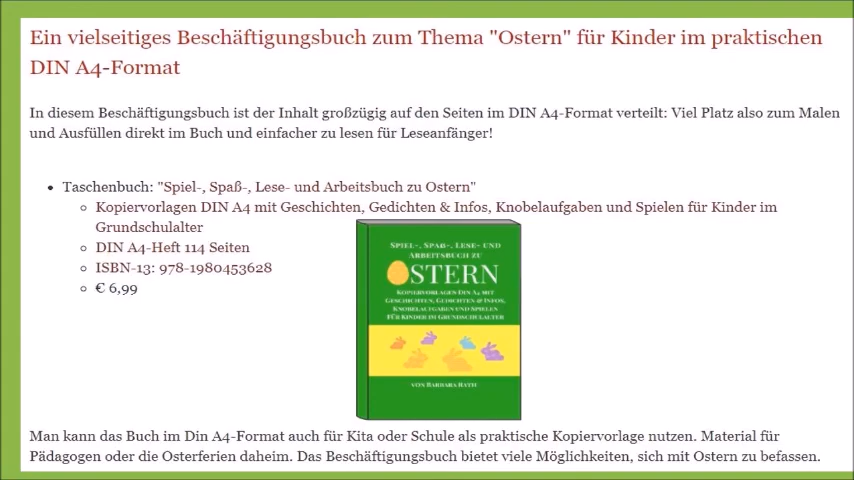 Ein vielseitiges Beschäftigungsbuch zum Thema "Ostern" für Kinder im praktischen
DIN A4-Format
In diesem Beschäftigungsbuch ist der Inhalt großzügig auf den Seiten im DIN A4-Format verteilt: Viel Platz also zum Malen
und Ausfüllen direkt im Buch und einfacher zu lesen für Leseanfänger!
Taschenbuch: "Spiel-, Spaß-, Lese- und Arbeitsbuch zu Ostern"
Kopiervorlagen DIN A4 mit Geschichten, Gedichten & Infos, Knobelaufgaben und Spielen für Kinder im
Grundschulalter
DIN A4-Heft 114 Seiten
ISBN-13: 978-1980453628
€ 6,99
SPIEL-, SPAß-, LESE- UND
ARBEITSBUCH ZU
OSTERN
KOPIERVORLAGEN DIN A4 MIT
GESCHICHTEN, GEDICHTEN & INFOS,
KNOBELAUFGABEN UND SPIELEN
FÜR KINDER IM GRUNDSCHULALTER
VON BARBARA RATH
Man kann das Buch im Din A4-Format auch für Kita oder Schule als praktische Kopiervorlage nutzen. Material für
Pädagogen oder die Osterferien daheim. Das Beschäftigungsbuch bietet viele Möglichkeiten, sich mit Ostern zu befassen.